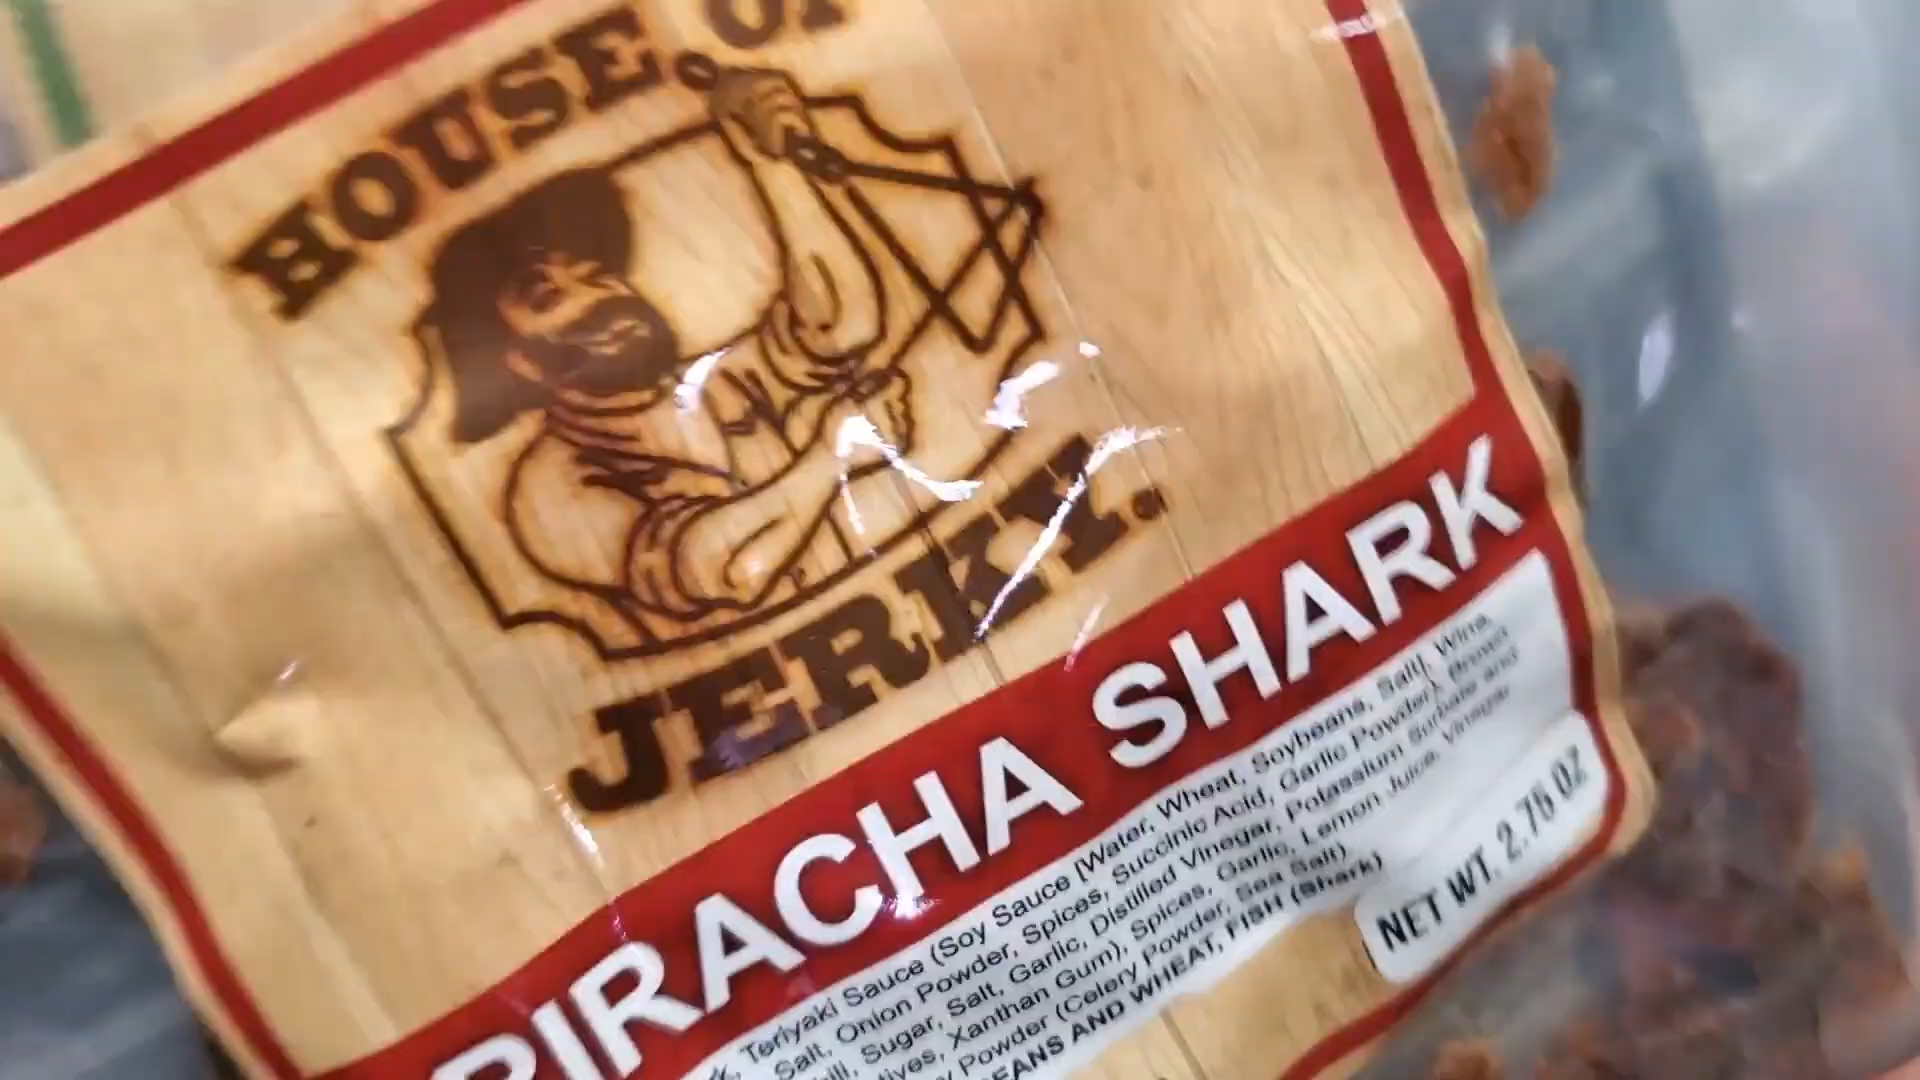 HOUSE OF
JERKY.
RIRACHA SHARK
Teriyaki Sauce (Soy Sauce [Water, Wheat, Soybeans, Salt], Wine,
Salt, Onion Powder, Spices, Succinic Acid, Garlic Powder), Brown
Sugar, Salt, Garlic, Distilled Vinegar, Potassium Sorbate and
Xanthan Gum), Spices, Garlic, Lemon Juice, Vinegar
Powder (Celery Powder, Sea Salt)
AND WHEAT, FISH (Shark)
NET WT. 2.75 OZ